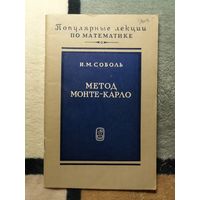 Популярные лекции
ПО МАТЕМАТИКЕ
И.М.СОБОЛЬ
МЕТОД
МОНТЕ-КАРЛО